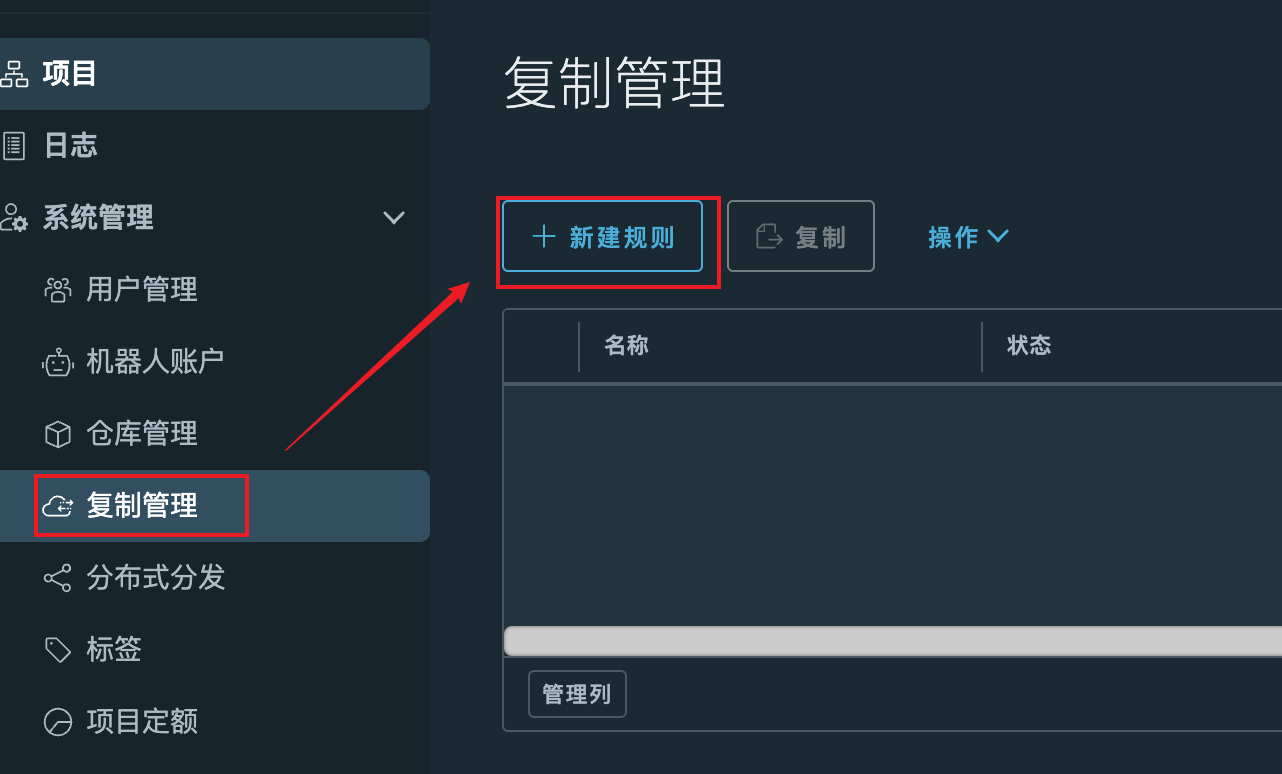 项目
日志
系统管理
用户管理
机器人账户
仓库管理
复制管理
分布式分发
标签
项目定额
复制管理
新建规则
复制
操作
名称
状态
管理列